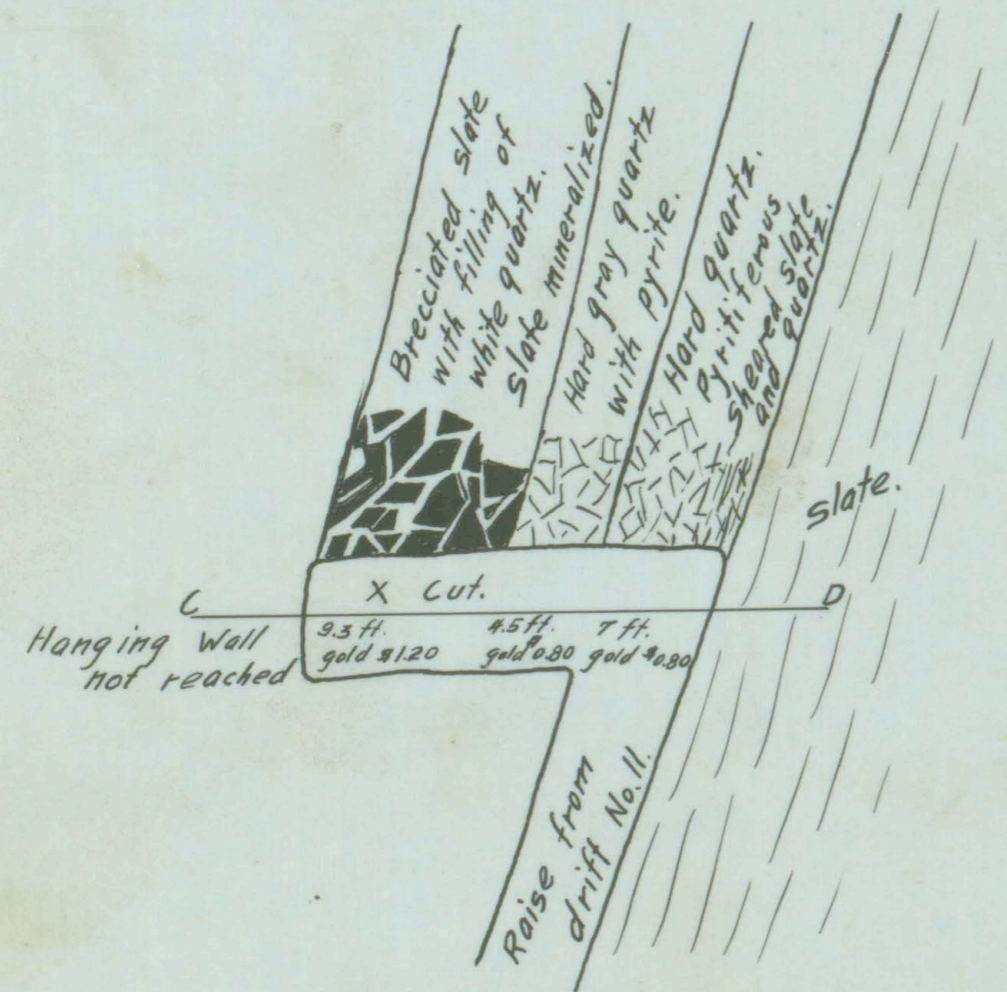 Brecciated slate
with filling of
white quartz.
Slate mineralized.
Hard gray quartz
with pyrite.
Hard quartz.
Pyritiferous
sheared slate
and quartz.
Slate.
X Cut.
C
D
Hanging Wall
not reached
9.3 ft.
gold $1.20
4.5 ft.
gold $0.80
7 ft.
gold $0.80
Raise from
drift No.11.